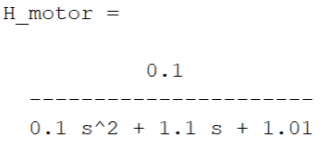 H_motor =
0.1
----------------------
0.1 s^2 + 1.1 s + 1.01